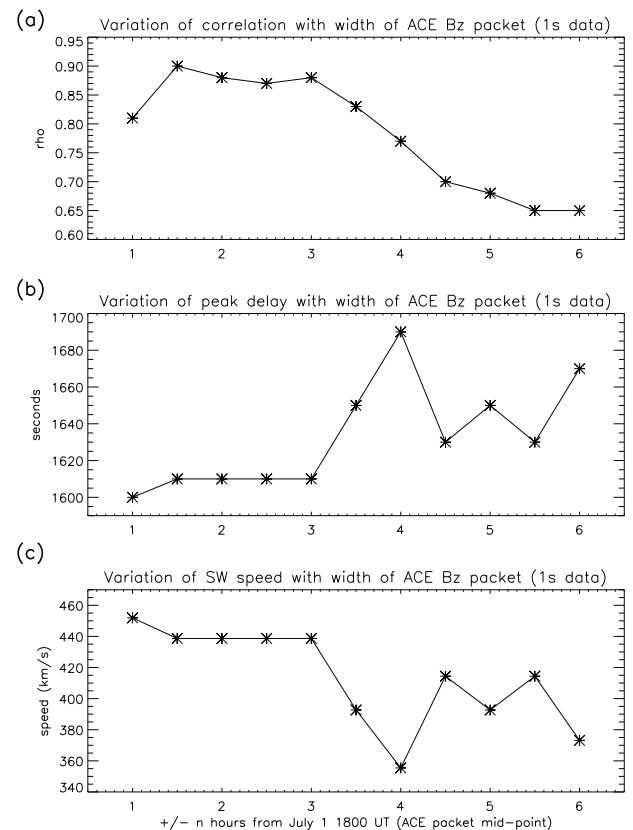 (a)
Variation of correlation with width of ACE Bz packet (1s data)
0.95
0.90
0.85
0.80
0.75
0.70
0.65
0.60
rho
1 2 3 4 5 6
(b)
Variation of peak delay with width of ACE Bz packet (1s data)
1700
1680
1660
1640
1620
1600
seconds
1 2 3 4 5 6
(c)
Variation of SW speed with width of ACE Bz packet (1s data)
460
440
420
400
380
360
340
speed (km/s)
1 2 3 4 5 6
+/- n hours from July 1 1800 UT (ACE packet mid-point)